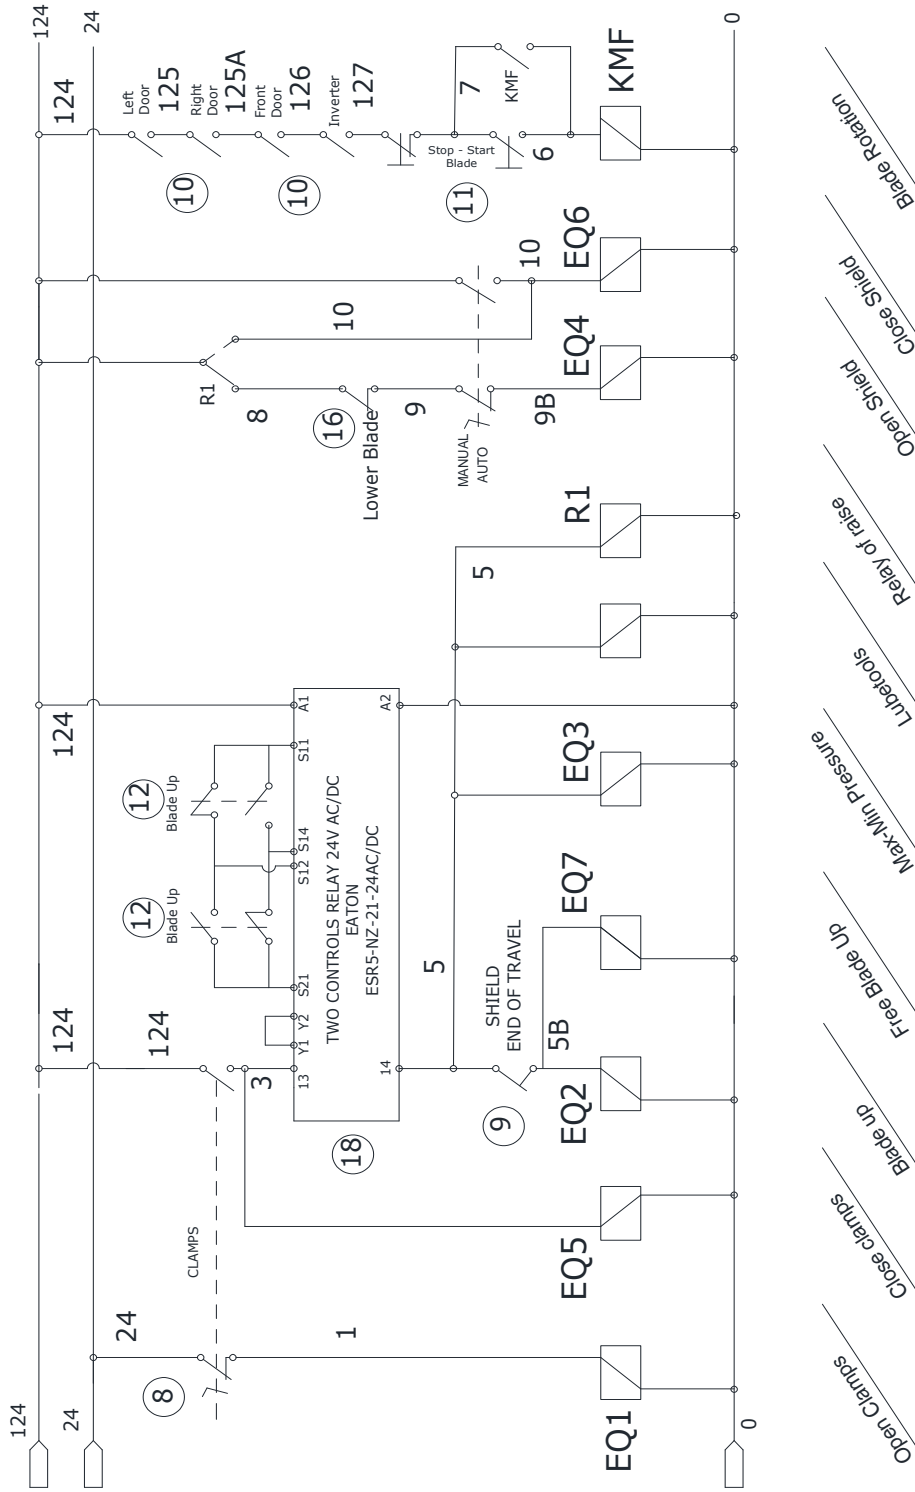 124
24
0
124
24
0
124
24
124
124
124
Left
Door
125
Right
Door
125A
Front
Door
126
Inverter
127
10
10
Stop - Start
Blade
11
7
KMF
6
KMF
10
10
EQ6
R1
8
16
Lower Blade
9
MANUAL
AUTO
9B
EQ4
R1
5
12
Blade Up
12
Blade Up
A1
S11
S14
S12
S21
Y2
Y1
13
A2
14
TWO CONTROLS RELAY 24V AC/DC
EATON
ESR5-NZ-21-24AC/DC
18
3
5
EQ3
SHIELD
END OF TRAVEL
9
5B
EQ7
EQ2
CLAMPS
8
1
EQ5
EQ1
Open Clamps
Close clamps
Blade up
Free Blade Up
Max-Min Pressure
Lubetools
Relay of raise
Open Shield
Close Shield
Blade Rotation